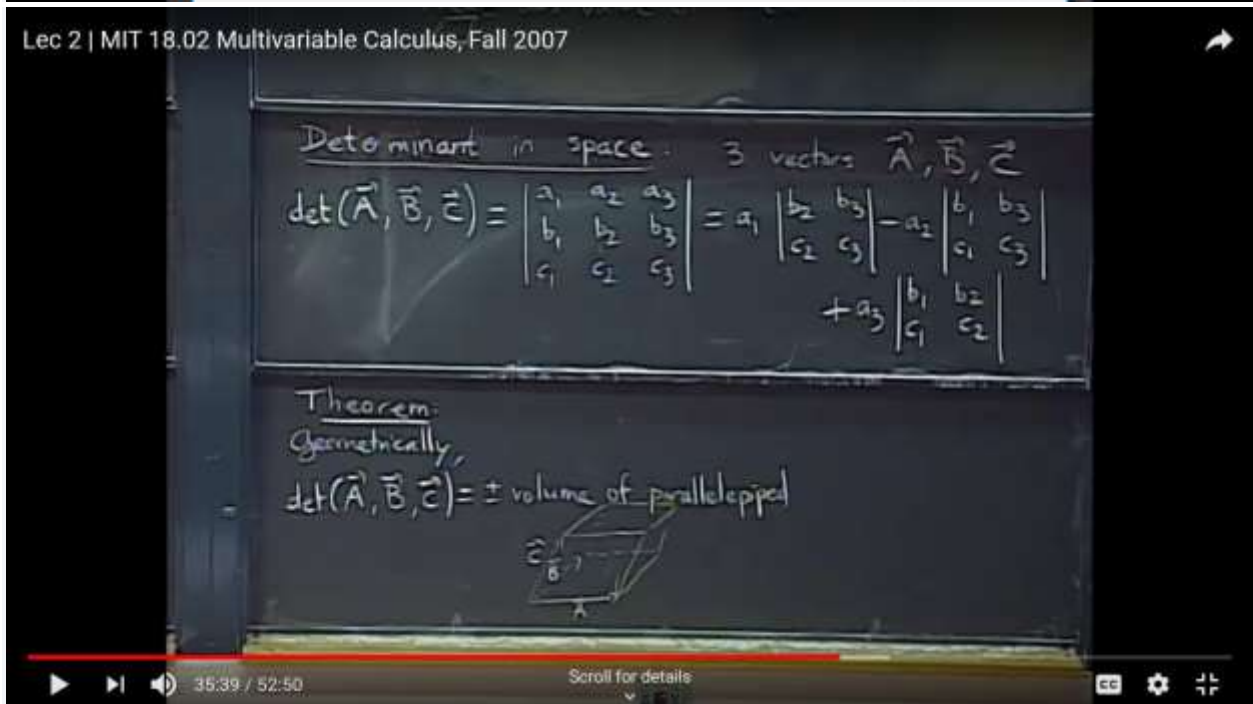 Lec 2 | MIT 18.02 Multivariable Calculus, Fall 2007
Determinant in space. 3 vectors A⃗, B⃗, C⃗
det(A⃗, B⃗, C⃗) = | a₁ a₂ a₃ | = a₁ | b₂ b₃ | - a₂ | b₁ b₃ |
| b₁ b₂ b₃ | | c₂ c₃ | | c₁ c₃ |
| c₁ c₂ c₃ |
+ a₃ | b₁ b₂ |
| c₁ c₂ |
Theorem.
Geometrically,
det(A⃗, B⃗, C⃗) = ± volume of parallelepiped
C⃗
B⃗
A⃗
35:39 / 52:50
Scroll for details
CC